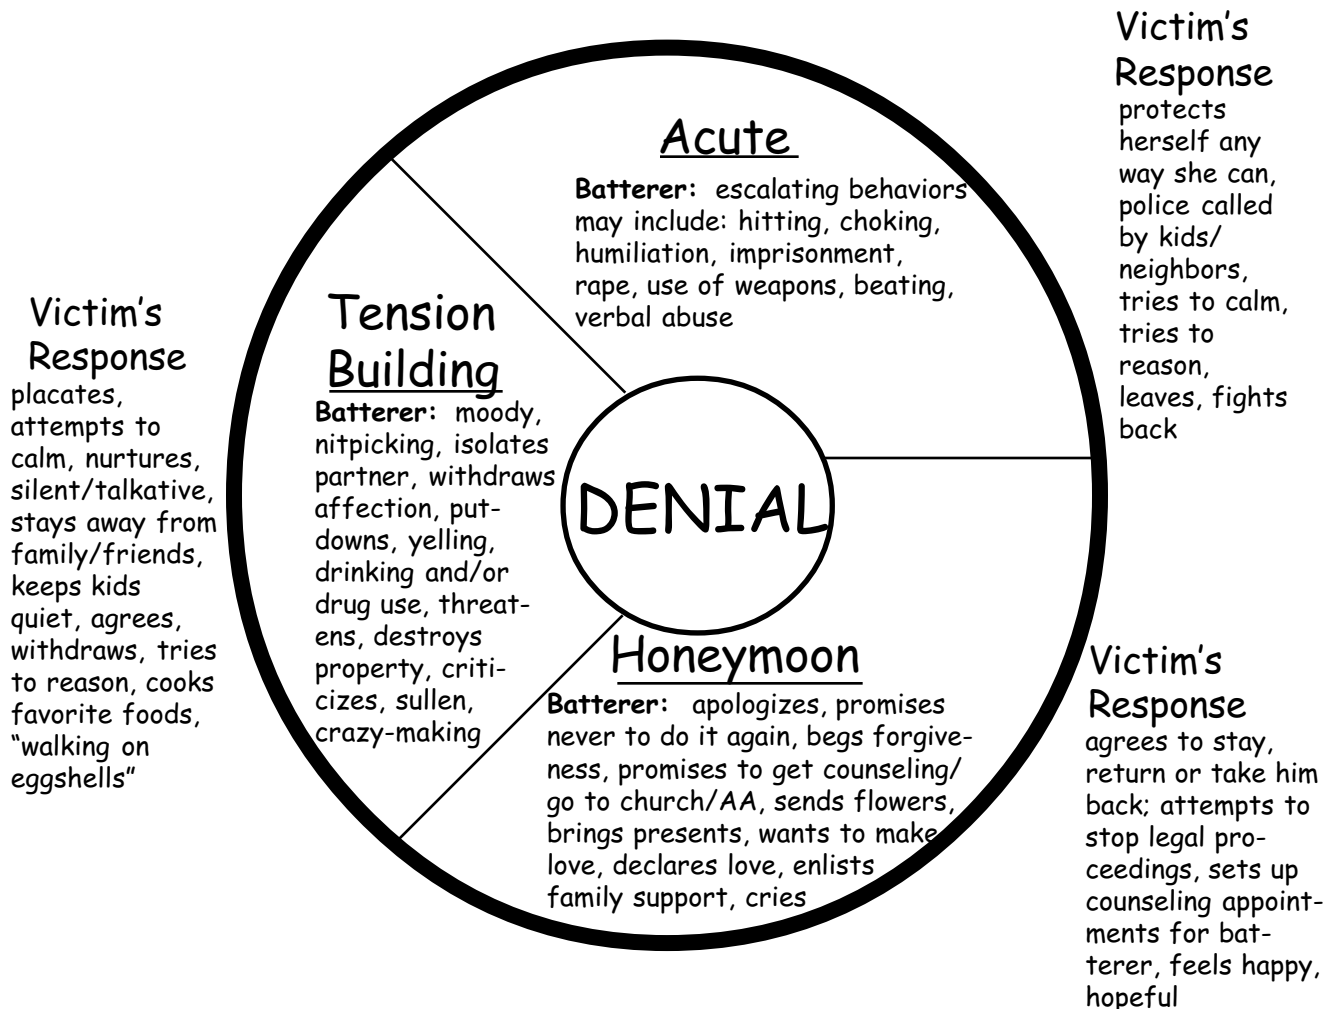 Acute
Batterer: escalating behaviors
may include: hitting, choking,
humiliation, imprisonment,
rape, use of weapons, beating,
verbal abuse
Victim's
Response
protects
herself any
way she can,
police called
by kids/
neighbors,
tries to calm,
tries to
reason,
leaves, fights
back
Tension
Building
Batterer: moody,
nitpicking, isolates
partner, withdraws
affection, put-
downs, yelling,
drinking and/or
drug use, threat-
ens, destroys
property, criti-
cizes, sullen,
crazy-making
Victim's
Response
placates,
attempts to
calm, nurtures,
silent/talkative,
stays away from
family/friends,
keeps kids
quiet, agrees,
withdraws, tries
to reason, cooks
favorite foods,
“walking on
eggshells”
DENIAL
Honeymoon
Batterer: apologizes, promises
never to do it again, begs forgive-
ness, promises to get counseling/
go to church/AA, sends flowers,
brings presents, wants to make
love, declares love, enlists
family support, cries
Victim's
Response
agrees to stay,
return or take him
back; attempts to
stop legal pro-
ceedings, sets up
counseling appoint-
ments for bat-
terer, feels happy,
hopeful